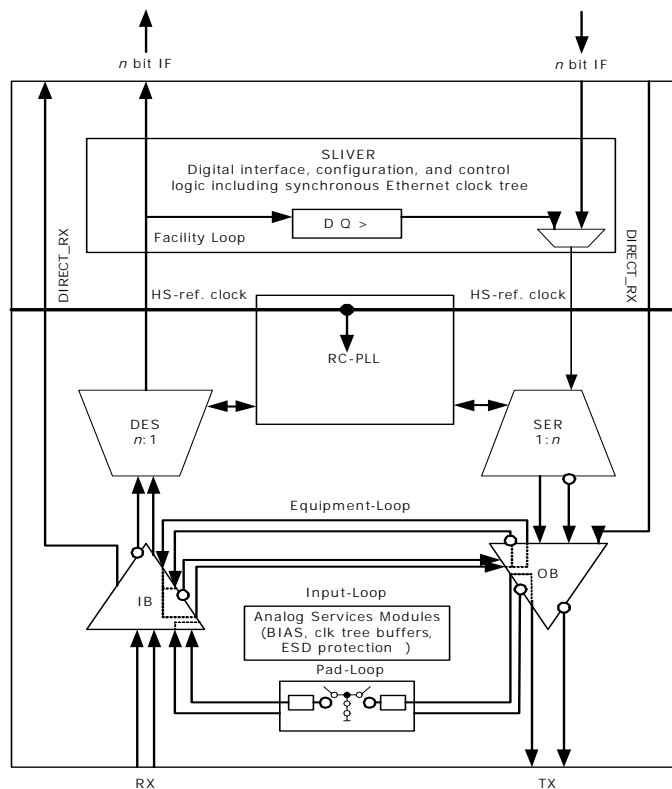 n bit IF
n bit IF
SLIVER
Digital interface, configuration, and control
logic including synchronous Ethernet clock tree
D Q >
Facility Loop
DIRECT_RX
DIRECT_RX
HS-ref. clock
HS-ref. clock
RC-PLL
DES
n:1
SER
1:n
Equipment-Loop
IB
OB
Input-Loop
Analog Services Modules
(BIAS, clk tree buffers,
ESD protection )
Pad-Loop
RX
TX